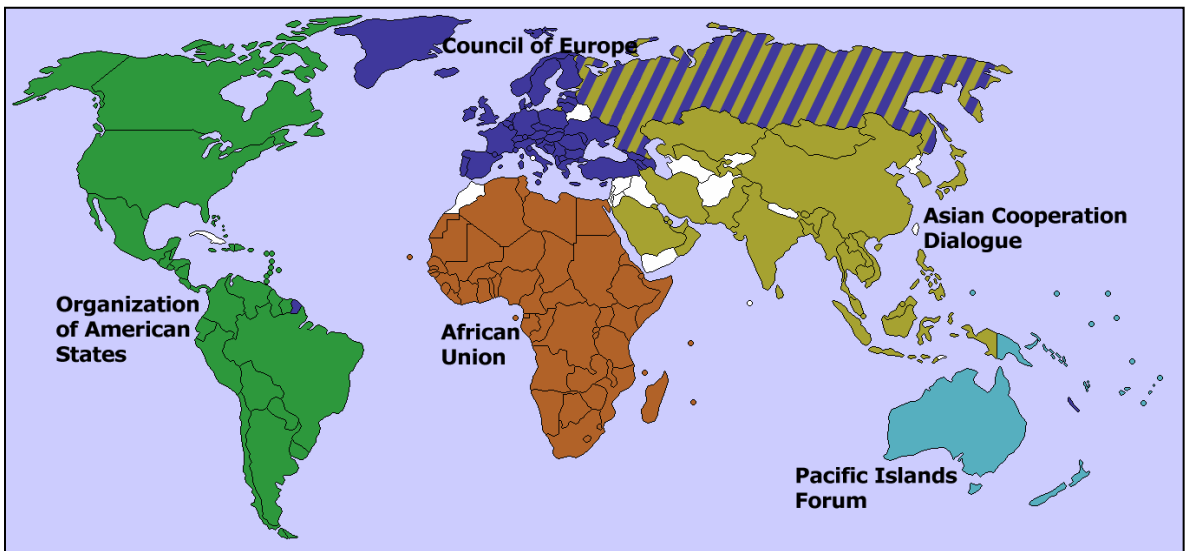 Council of Europe
Asian Cooperation
Dialogue
Organization
of American
States
African
Union
Pacific Islands
Forum